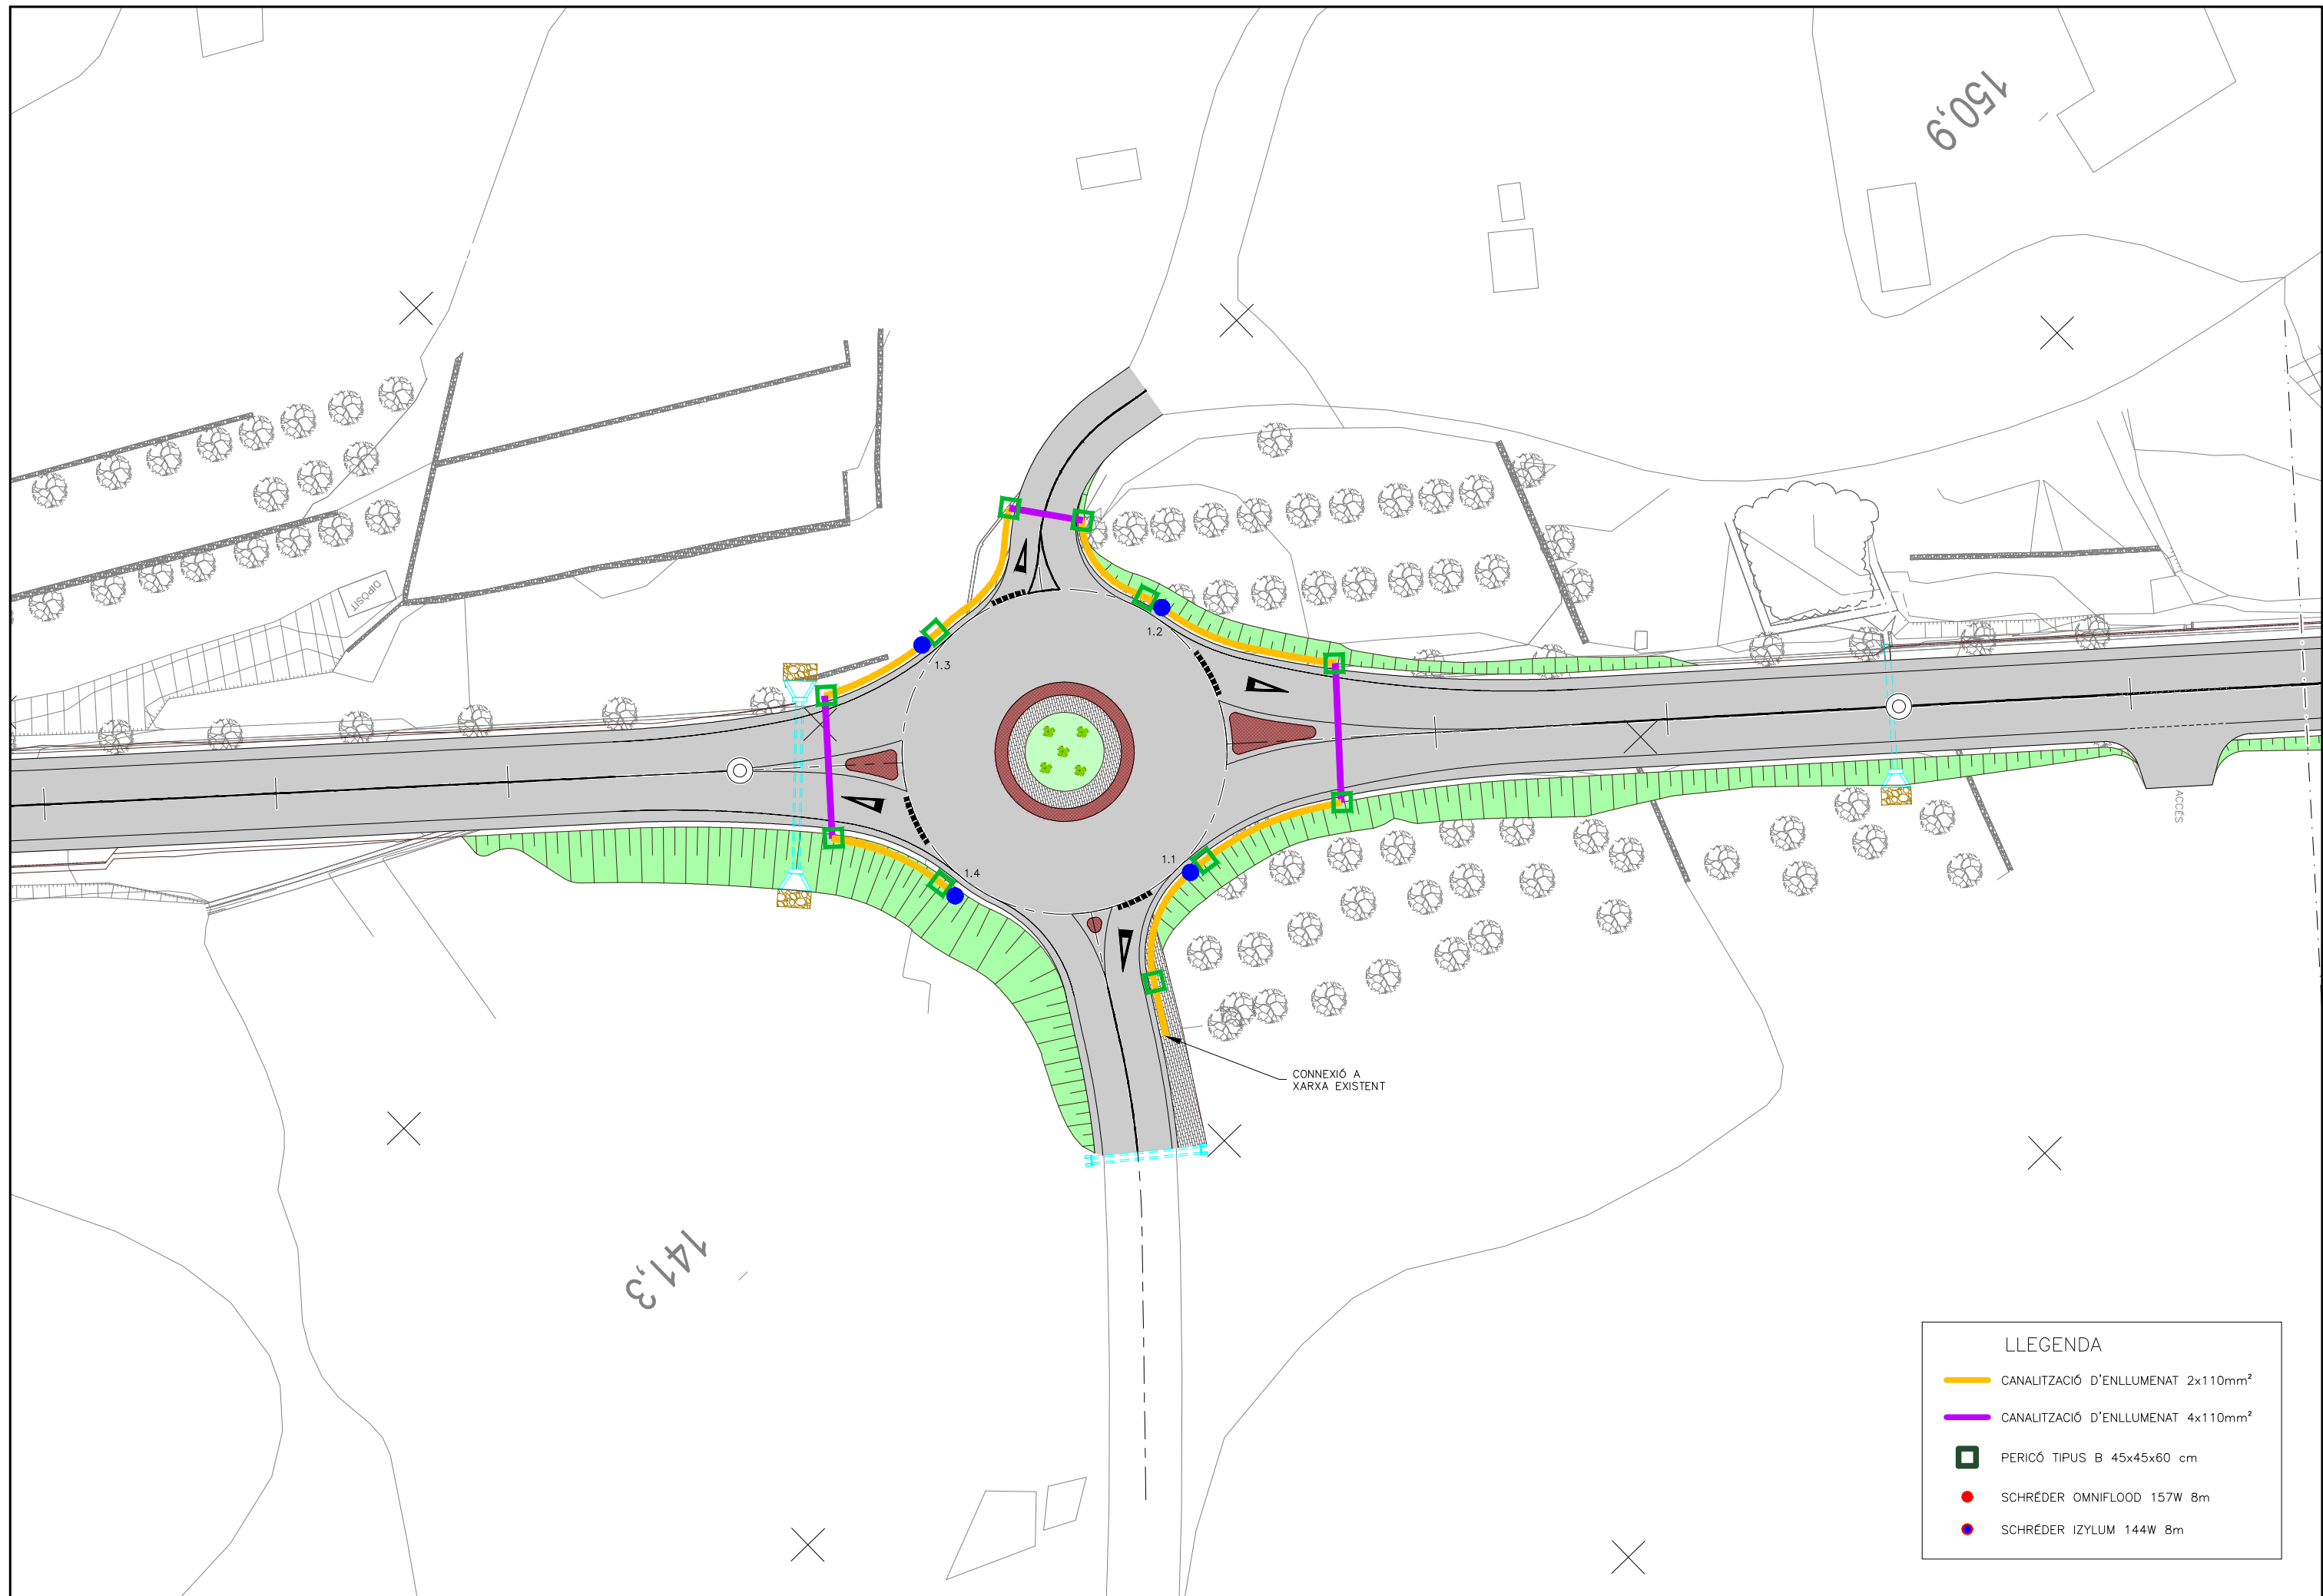 150,9
DIPOSIT
1.2
1.3
ACCÉS
1.1
1.4
CONNEXIÓ A
XARXA EXISTENT
141,3
LLEGENDA
CANALITZACIÓ D'ENLLUMENAT 2x110mm²
CANALITZACIÓ D'ENLLUMENAT 4x110mm²
PERICÓ TIPUS B 45x45x60 cm
SCHRÉDER OMNIFLOOD 157W 8m
SCHRÉDER IZYLUM 144W 8m